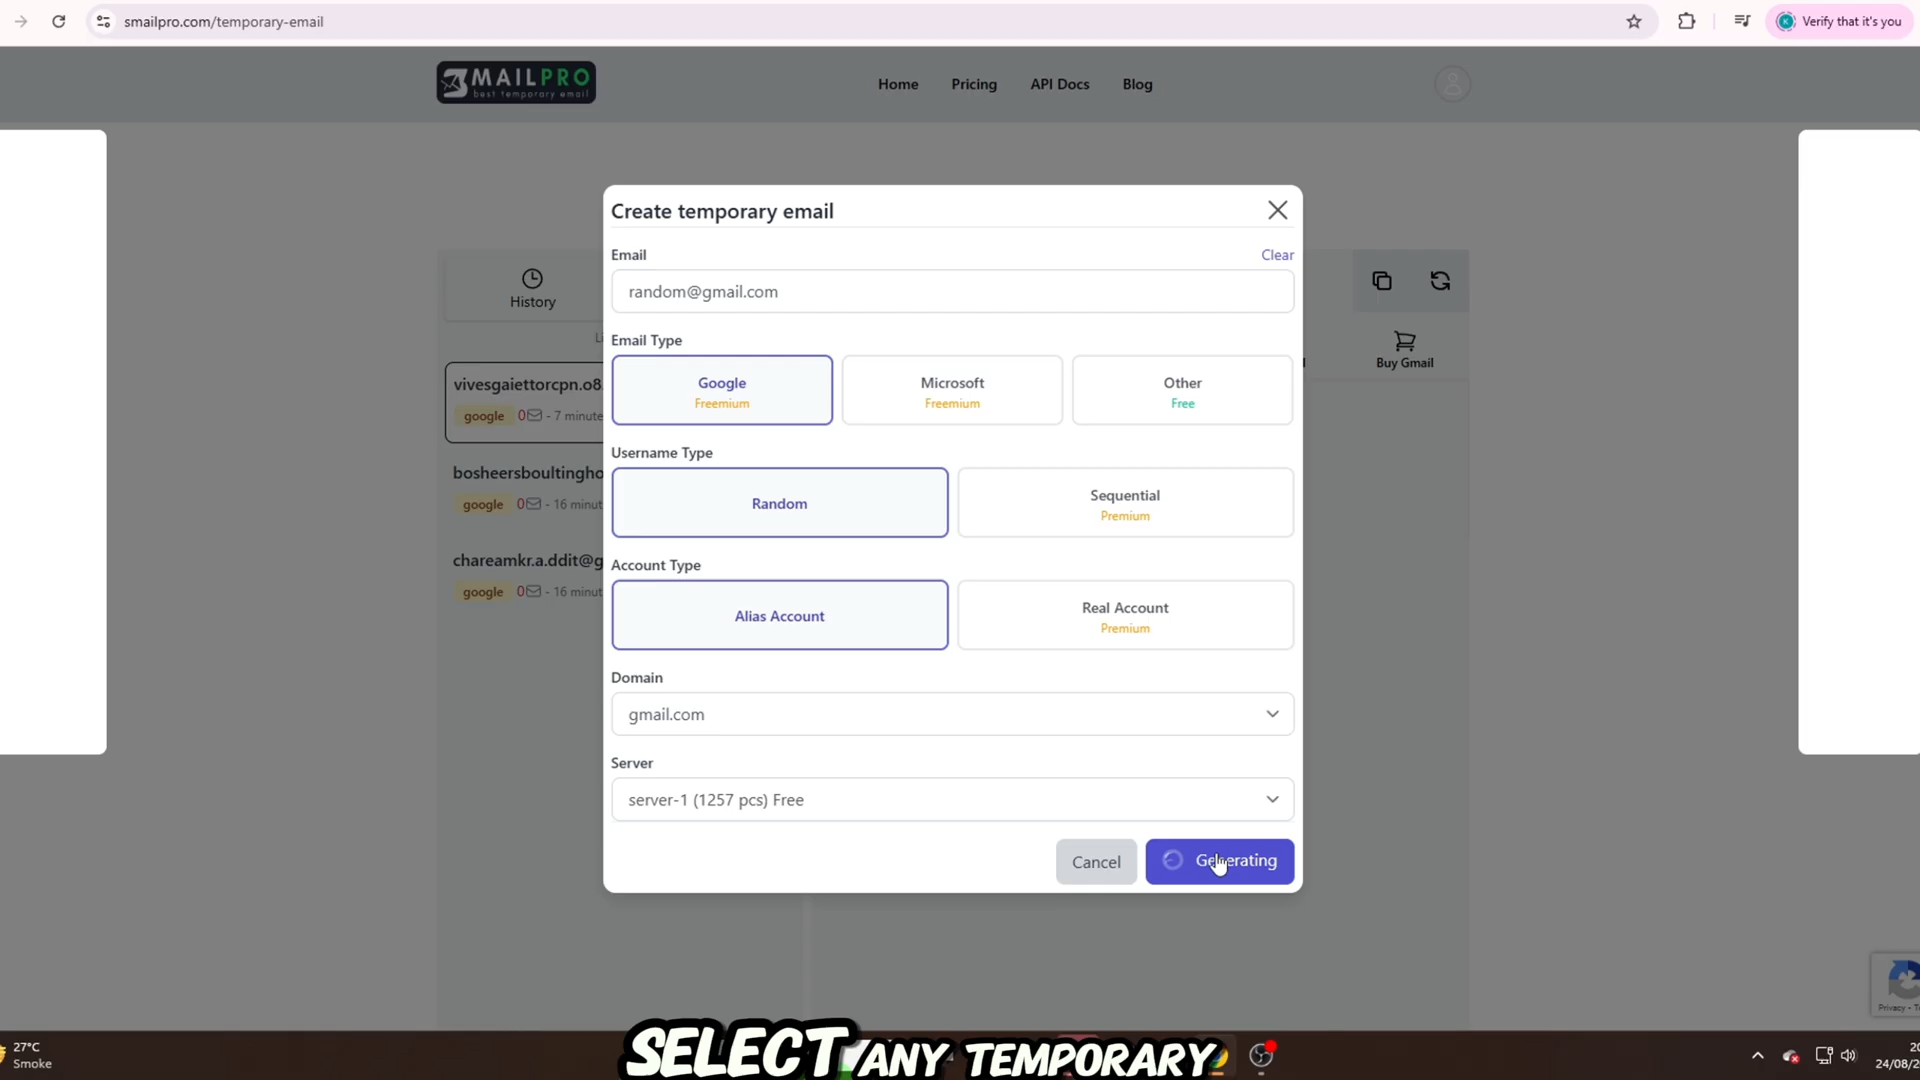 smailpro.com/temporary-email
Verify that it's you
SMAILPRO
best temporary email
Home
Pricing
API Docs
Blog
Create temporary email
Email
Clear
random@gmail.com
History
Email Type
Google
Freemium
Microsoft
Freemium
Other
Free
Buy Gmail
vivesgaiettorcpn.o8.
google 0 - 7 minute
Username Type
Random
Sequential
Premium
bosheersboultingho
google 0 - 16 minut
chareamkr.a.ddit@g
google 0 - 16 minut
Account Type
Alias Account
Real Account
Premium
Domain
gmail.com
Server
server-1 (1257 pcs) Free
Cancel
Generating
Privacy
27°C
Smoke
SELECT ANY TEMPORARY
24/08/2